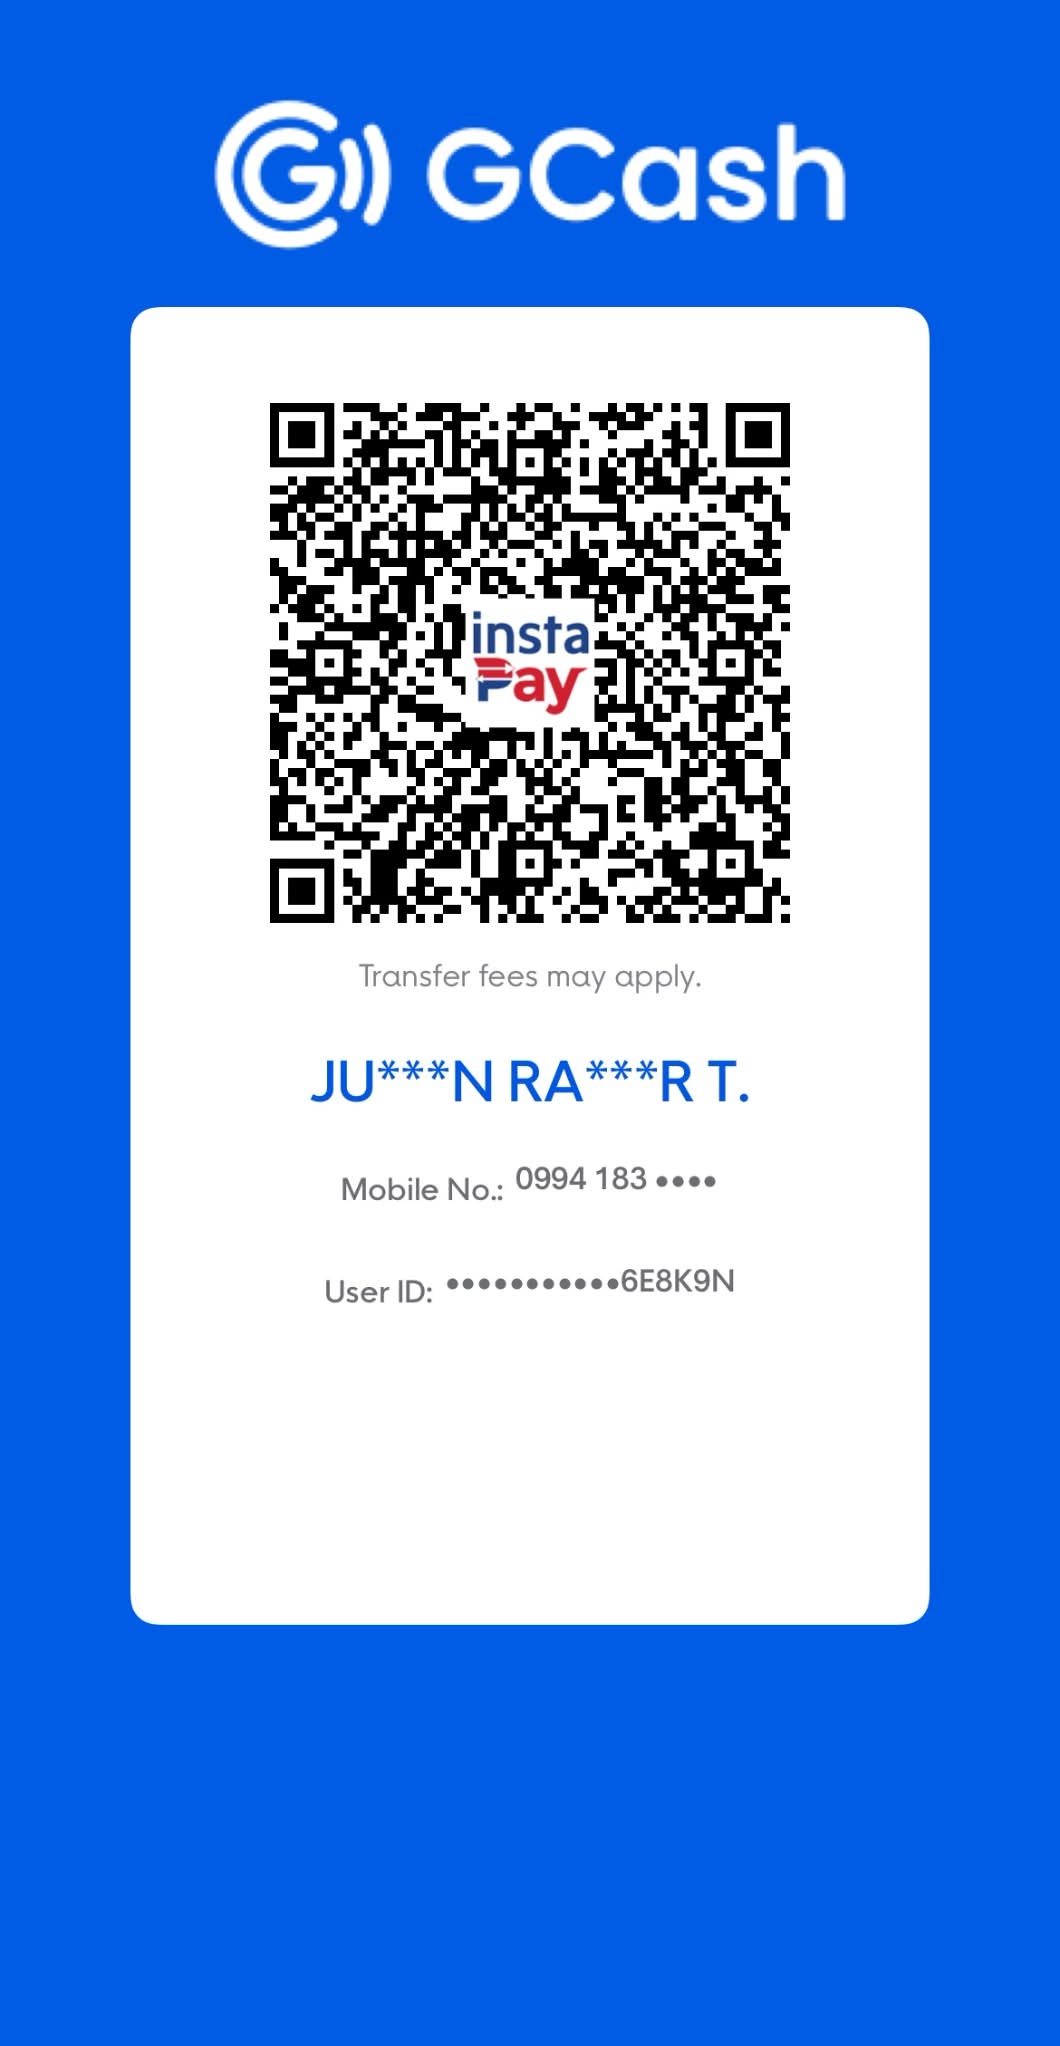 GCash
insta
Pay
Transfer fees may apply.
JU***N RA***R T.
Mobile No.: 0994 183 ••••
User ID: •••••••••••6E8K9N